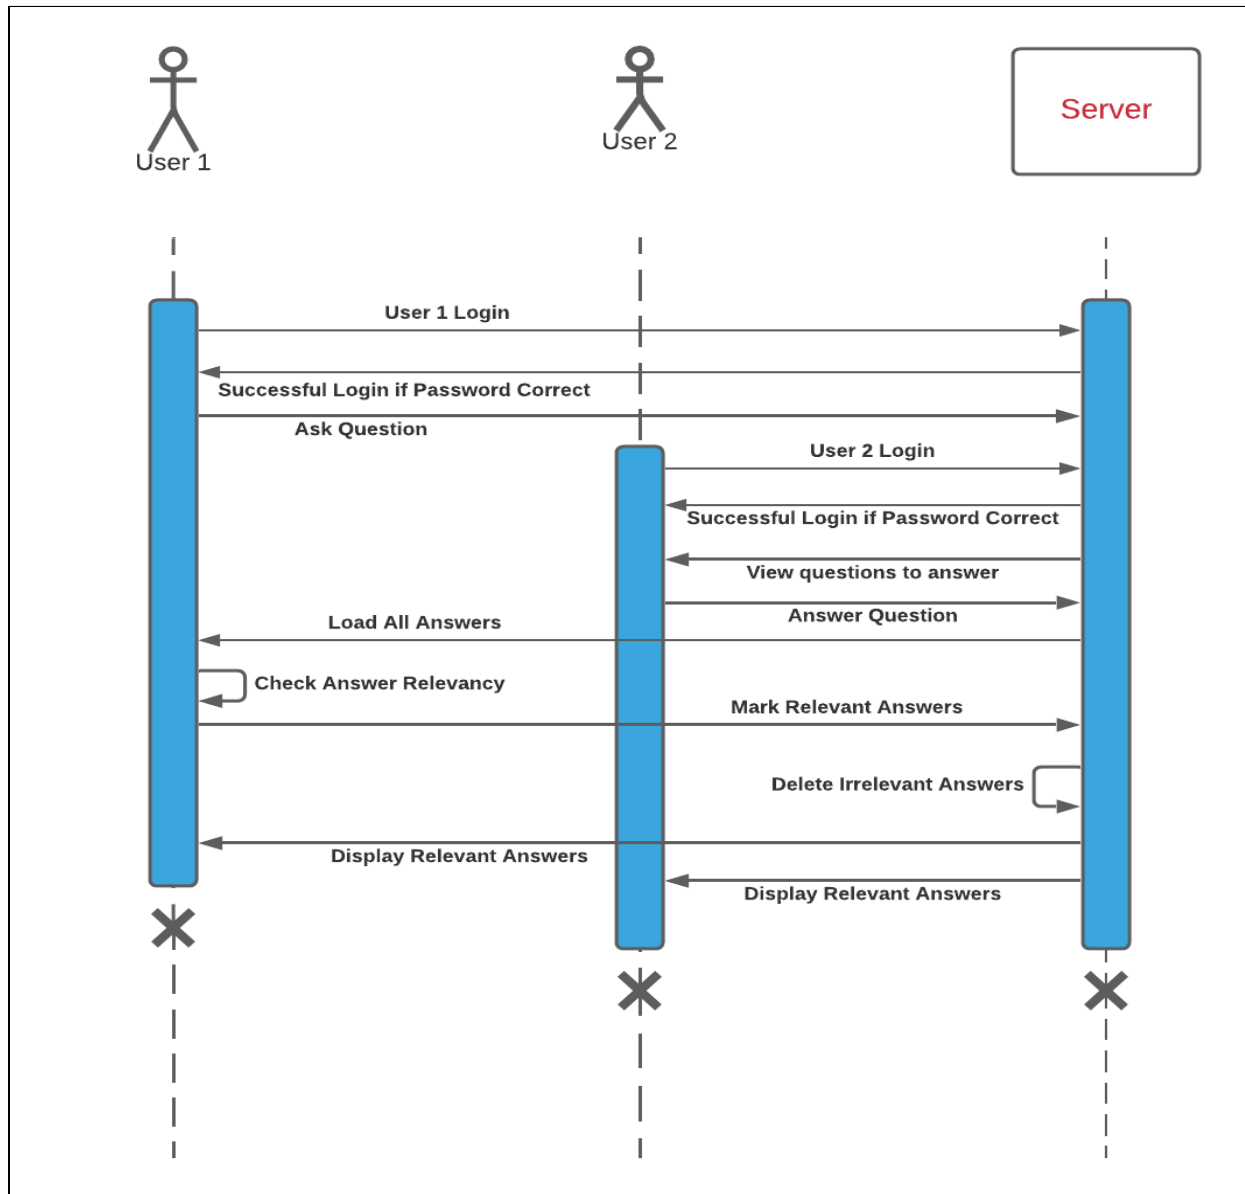 User 1
User 2
Server
User 1 Login
Successful Login if Password Correct
Ask Question
User 2 Login
Successful Login if Password Correct
View questions to answer
Answer Question
Load All Answers
Check Answer Relevancy
Mark Relevant Answers
Delete Irrelevant Answers
Display Relevant Answers
Display Relevant Answers